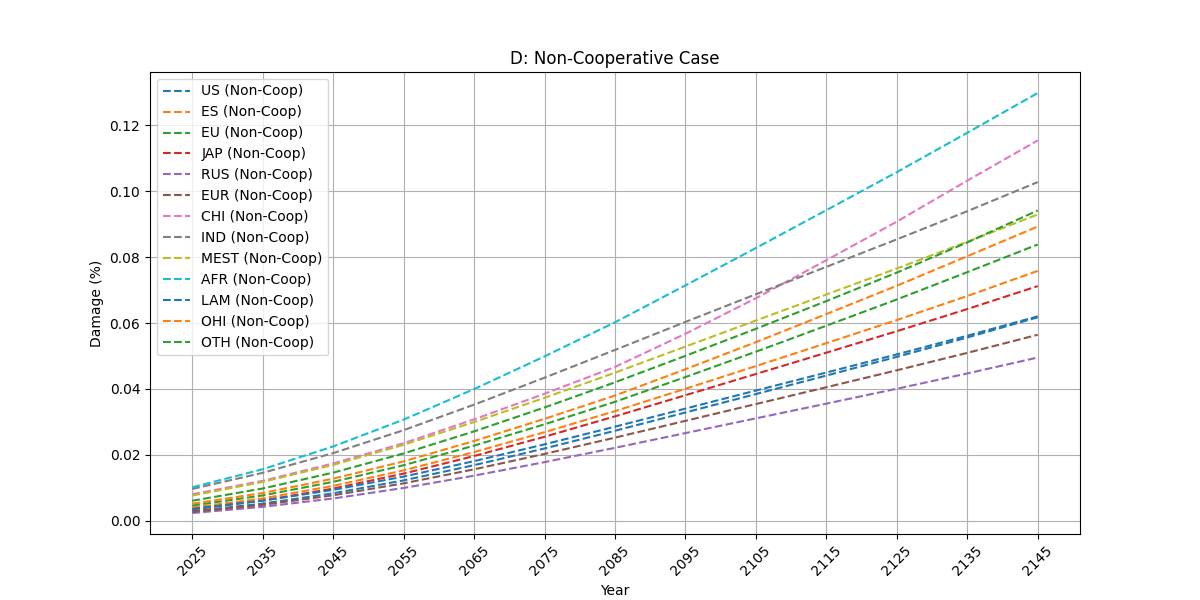 D: Non-Cooperative Case
US (Non-Coop)
ES (Non-Coop)
EU (Non-Coop)
JAP (Non-Coop)
RUS (Non-Coop)
EUR (Non-Coop)
CHI (Non-Coop)
IND (Non-Coop)
MEST (Non-Coop)
AFR (Non-Coop)
LAM (Non-Coop)
OHI (Non-Coop)
OTH (Non-Coop)
Damage (%)
0.12
0.10
0.08
0.06
0.04
0.02
0.00
2025 2035 2045 2055 2065 2075 2085 2095 2105 2115 2125 2135 2145
Year